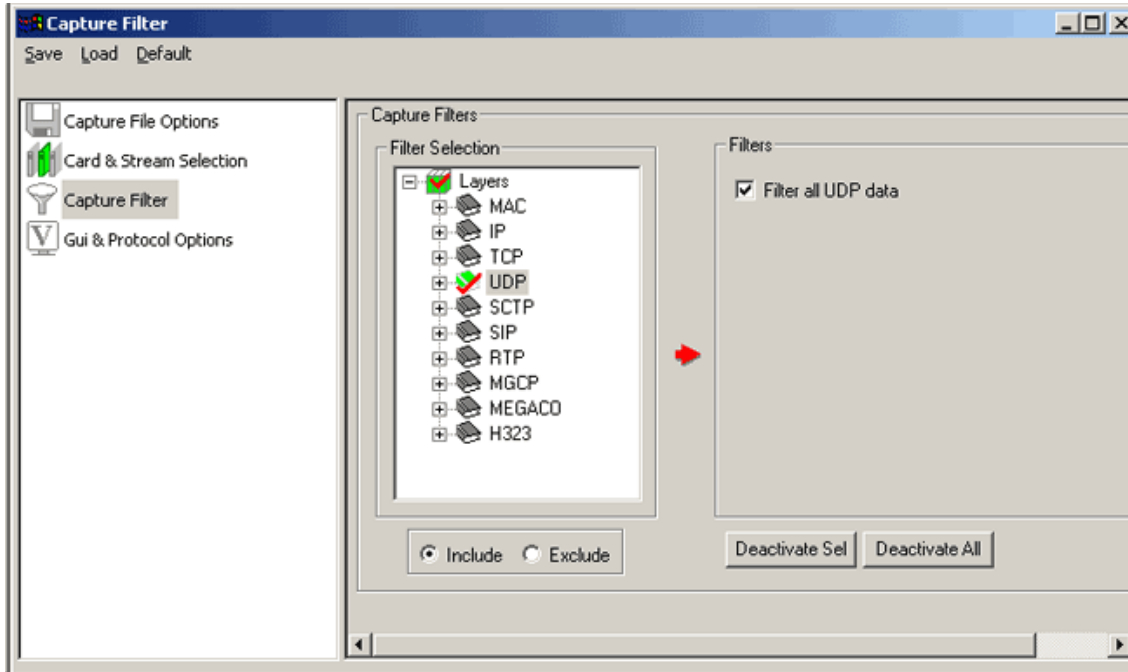 Capture Filter
Save Load Default
Capture File Options
Card & Stream Selection
Capture Filter
Gui & Protocol Options
Capture Filters
Filter Selection
Layers
MAC
IP
TCP
UDP
SCTP
SIP
RTP
MGCP
MEGACO
H323
Include Exclude
Filters
Filter all UDP data
Deactivate Sel Deactivate All